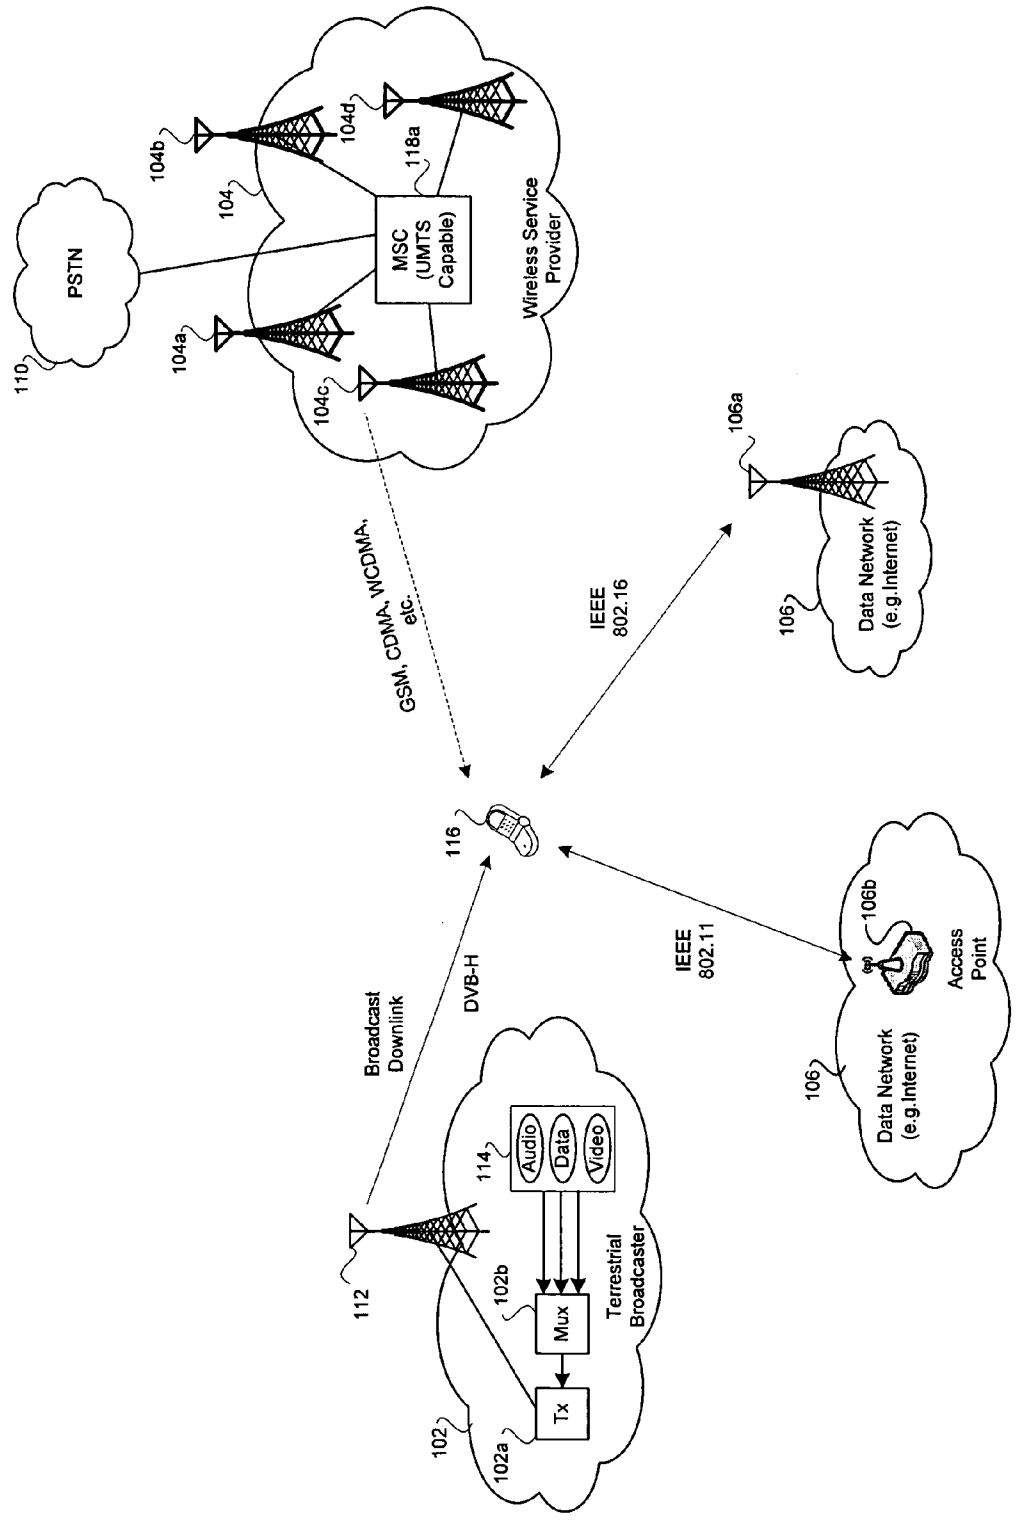 110
PSTN
104b
104
104a
104d
118a
MSC
(UMTS
Capable)
104c
Wireless Service
Provider
GSM, CDMA, WCDMA,
etc.
116
IEEE
802.16
106a
106
Data Network
(e.g.Internet)
Broadcast
Downlink
DVB-H
IEEE
802.11
112
102
102a
Tx
102b
Mux
114
Audio
Data
Video
Terrestrial
Broadcaster
106
Data Network
(e.g.Internet)
106b
Access
Point